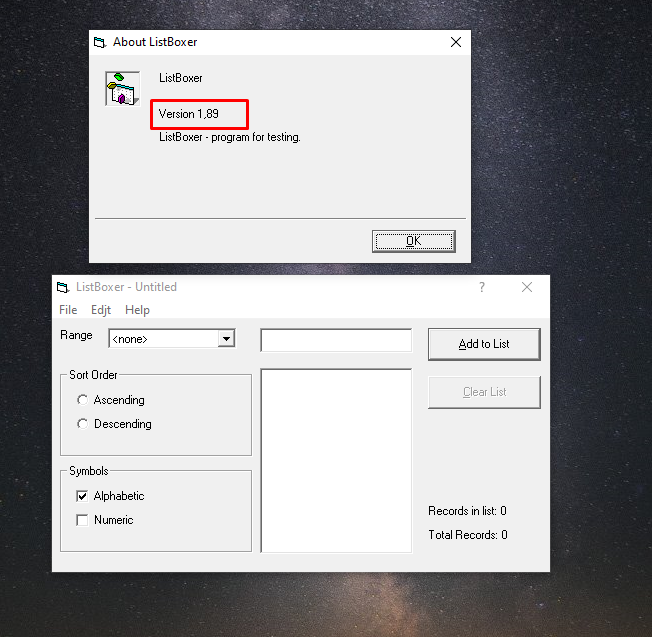 About ListBoxer
ListBoxer
Version 1,89
ListBoxer - program for testing.
OK
ListBoxer - Untitled
?
File Edjt Help
Range
<none>
Add to List
Sort Order
Ascending
Descending
Clear List
Symbols
Alphabetic
Numeric
Records in list: 0
Total Records: 0